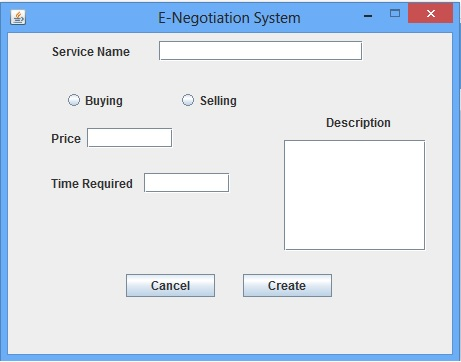 E-Negotiation System
Service Name
Buying Selling
Description
Price
Time Required
Cancel Create